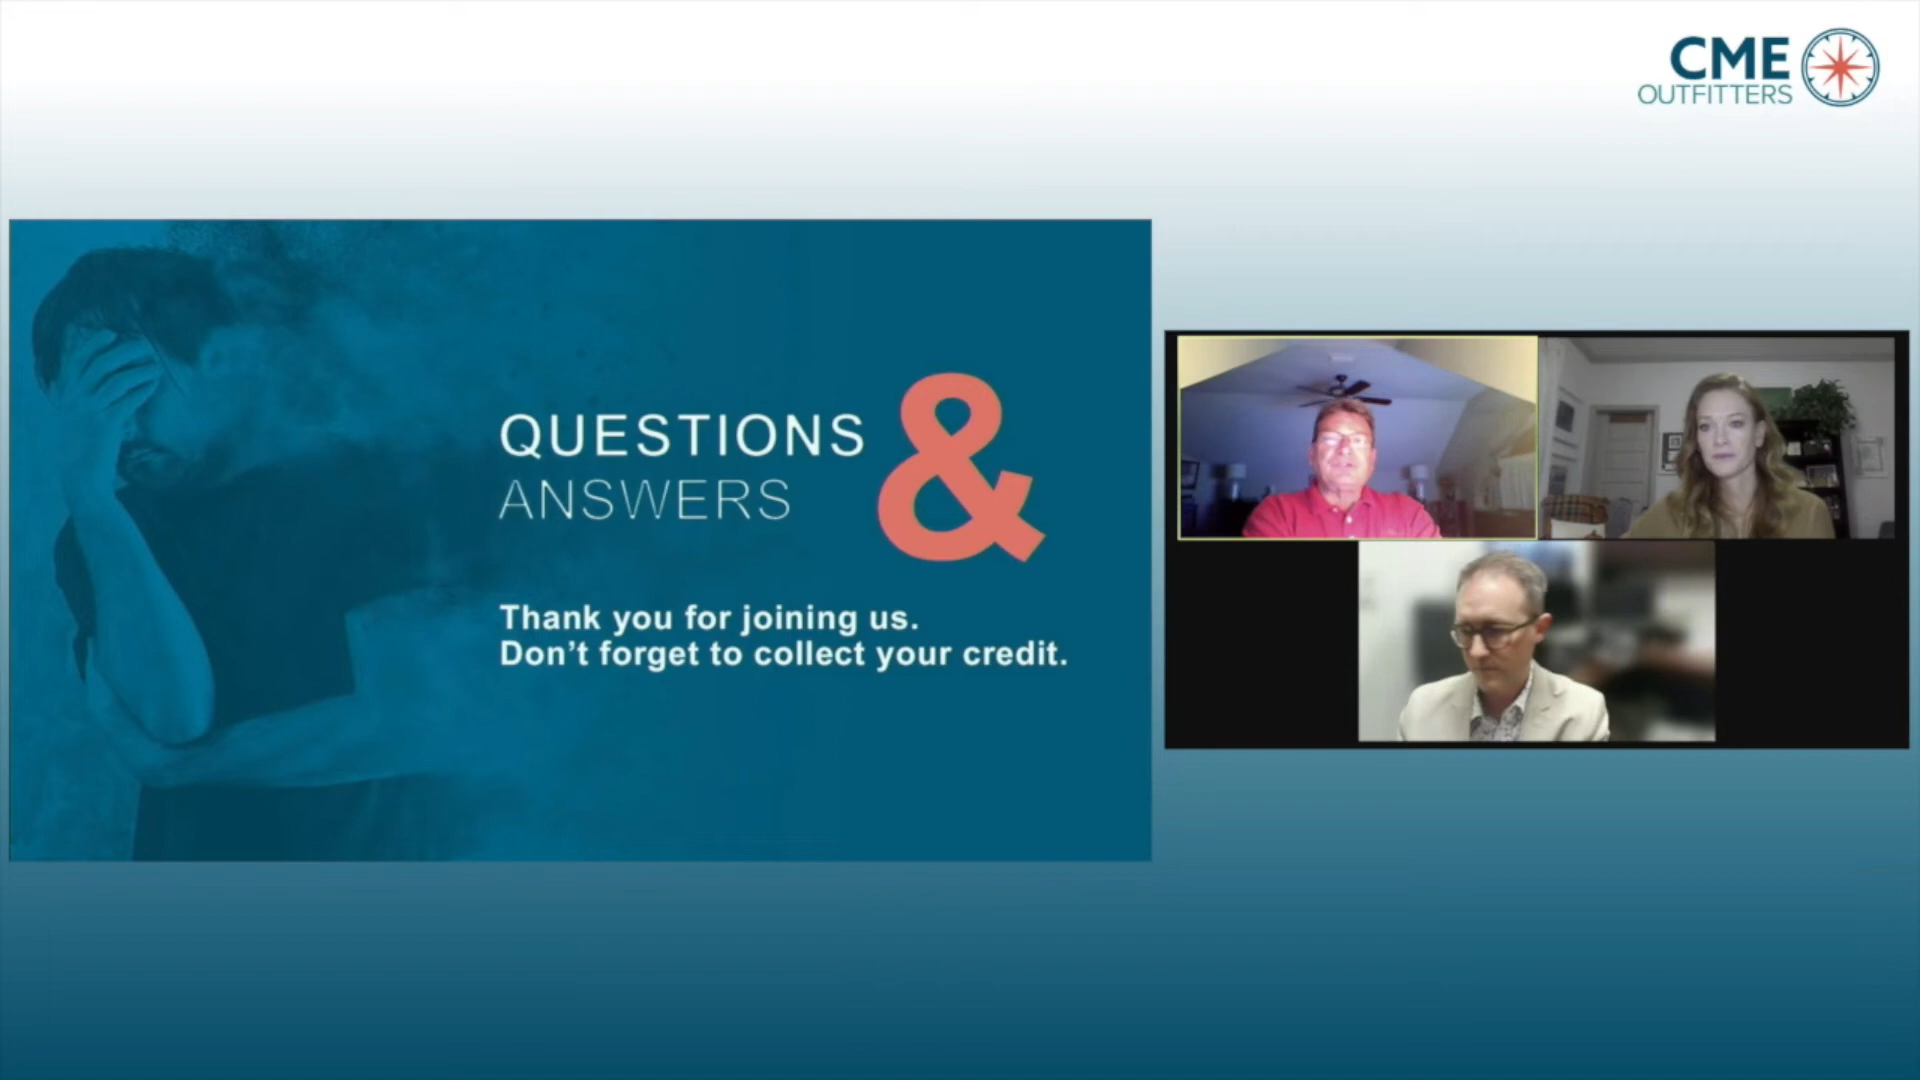 CME
OUTFITTERS
QUESTIONS
&
ANSWERS
Thank you for joining us.
Don’t forget to collect your credit.